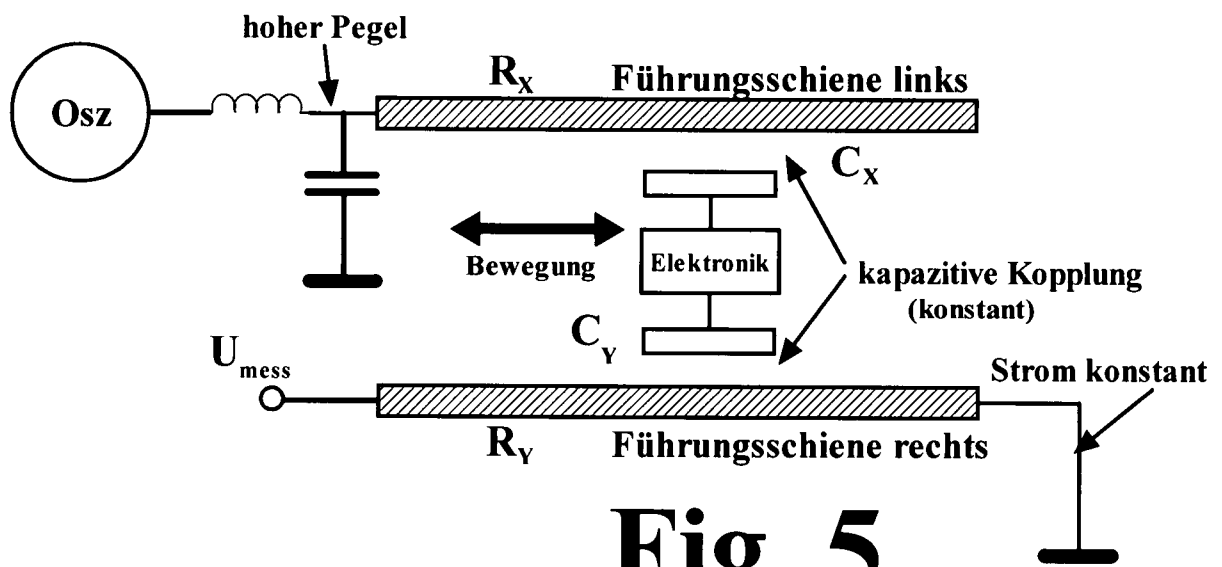 hoher Pegel
Osz
R_X
Führungsschiene links
C_X
Bewegung
Elektronik
kapazitive Kopplung
(konstant)
C_Y
U_mess
Strom konstant
R_Y
Führungsschiene rechts
Fig. 5